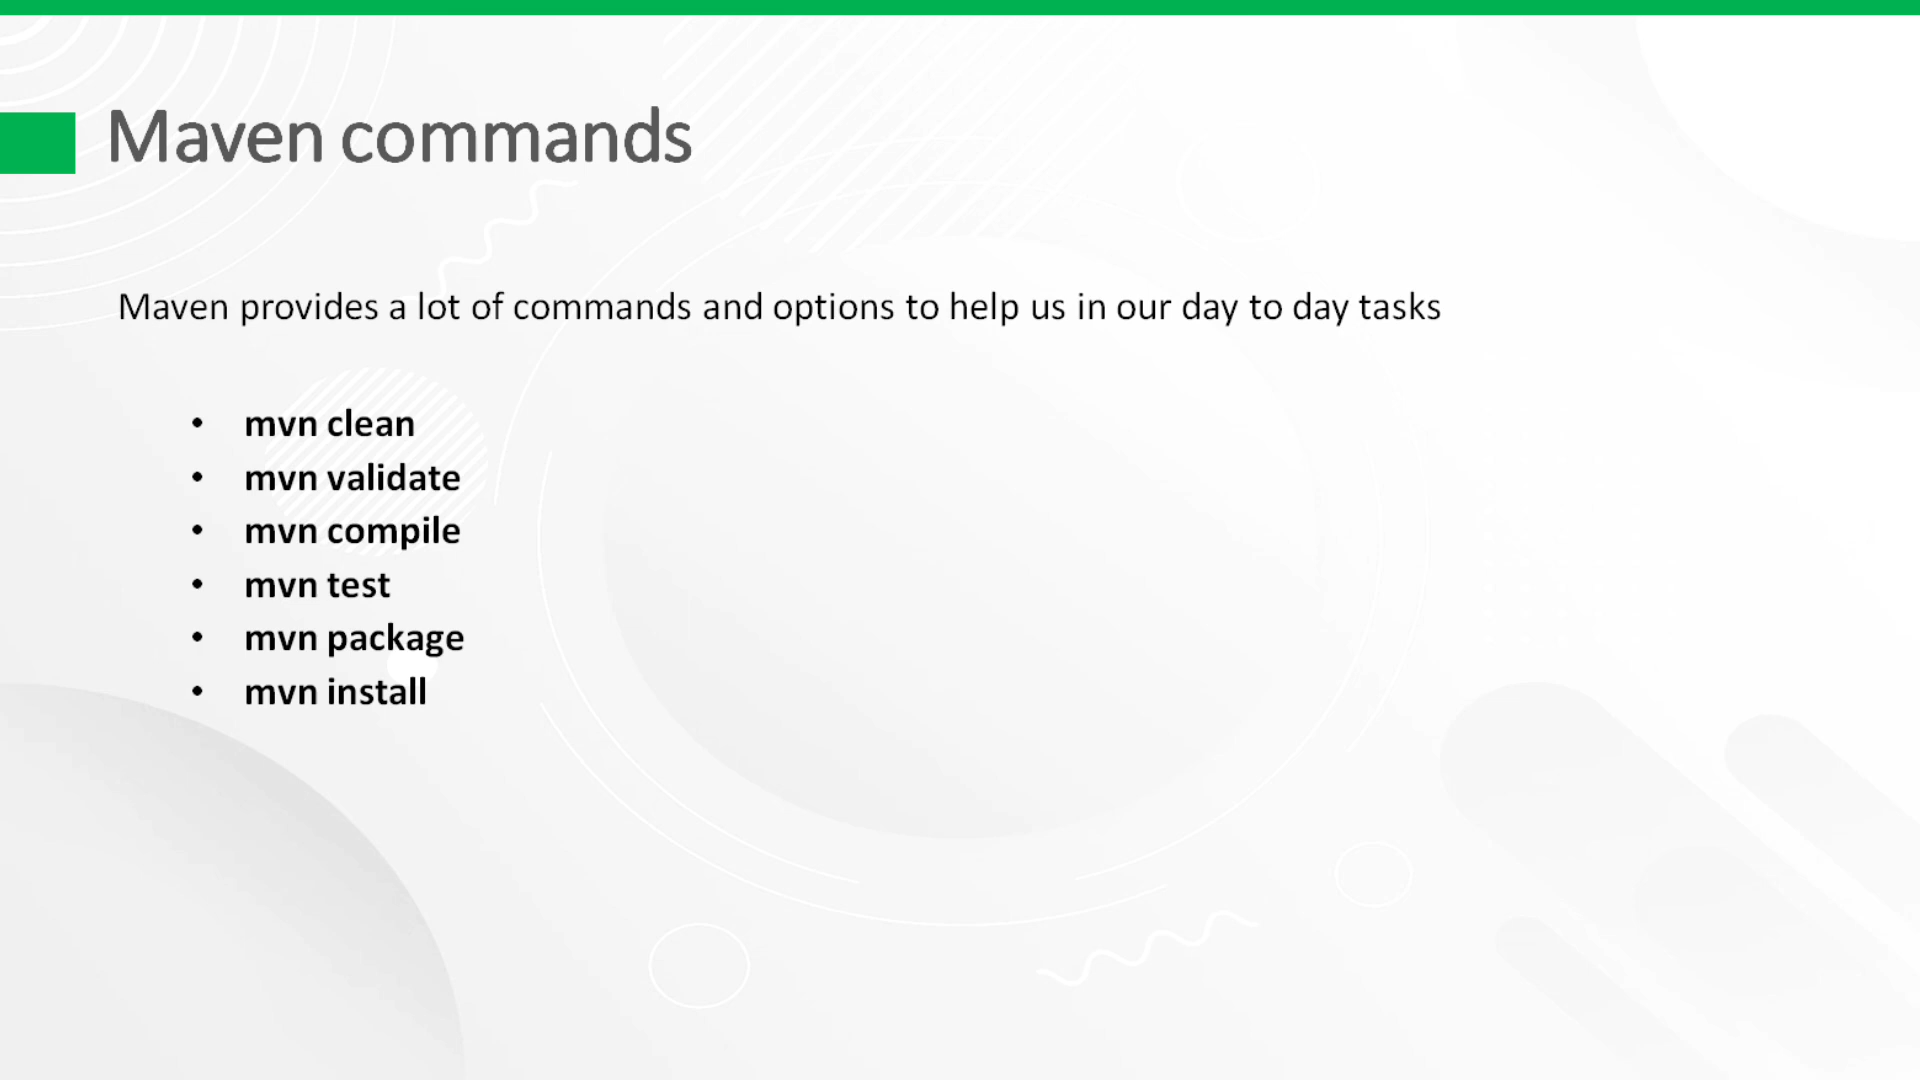 Maven commands
Maven provides a lot of commands and options to help us in our day to day tasks
• mvn clean
• mvn validate
• mvn compile
• mvn test
• mvn package
• mvn install